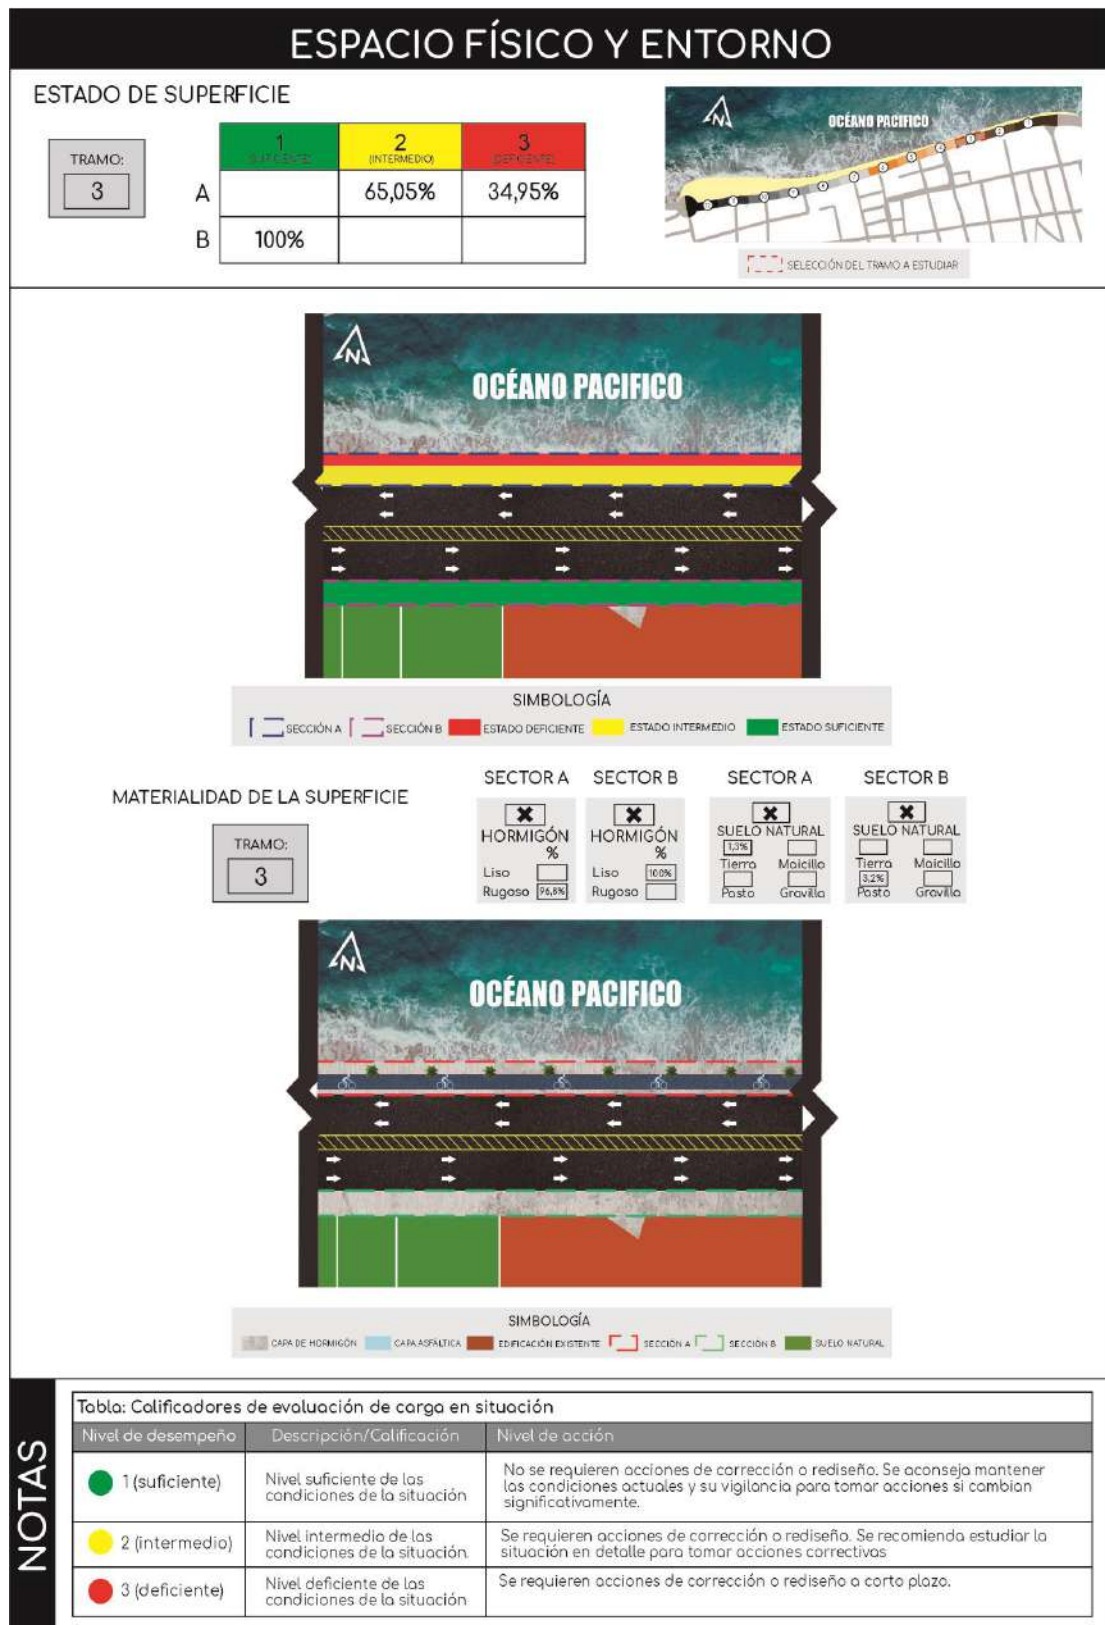 ESPACIO FÍSICO Y ENTORNO
ESTADO DE SUPERFICIE
TRAMO:
3
1 2 3
(SUFICIENTE) (INTERMEDIO) (DEFICIENTE)
A 65,05% 34,95%
B 100%
OCÉANO PACIFICO
SELECCIÓN DEL TRAMO A ESTUDIAR
N
OCÉANO PACIFICO
SIMBOLOGÍA
SECCIÓN A SECCIÓN B ESTADO DEFICIENTE ESTADO INTERMEDIO ESTADO SUFICIENTE
MATERIALIDAD DE LA SUPERFICIE
TRAMO:
3
SECTOR A SECTOR B SECTOR A SECTOR B
HORMIGÓN HORMIGÓN SUELO NATURAL SUELO NATURAL
% % 1,3%
Liso Liso 100% Tierra Maicillo Tierra Maicillo
Rugoso 96,8% Rugoso Pasto Gravilla 3,2% Pasto Gravilla
N
OCÉANO PACIFICO
SIMBOLOGÍA
CAPA DE HORMIGÓN CAPA ASFÁLTICA EDIFICACIÓN EXISTENTE SECCIÓN A SECCIÓN B SUELO NATURAL
NOTAS
Tabla: Calificadores de evaluación de carga en situación
Nivel de desempeño Descripción/Calificación Nivel de acción
1 (suficiente)
Nivel suficiente de las
condiciones de la situación
No se requieren acciones de corrección o rediseño. Se aconseja mantener
las condiciones actuales y su vigilancia para tomar acciones si cambian
significativamente.
2 (intermedio)
Nivel intermedio de las
condiciones de la situación.
Se requieren acciones de corrección o rediseño. Se recomienda estudiar la
situación en detalle para tomar acciones correctivas
3 (deficiente)
Nivel deficiente de las
condiciones de la situación
Se requieren acciones de corrección o rediseño a corto plazo.